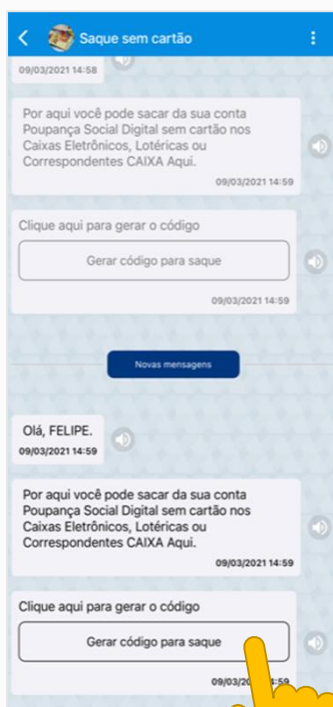 Saque sem cartão
09/03/2021 14:58
Por aqui você pode sacar da sua conta
Poupança Social Digital sem cartão nos
Caixas Eletrônicos, Lotéricas ou
Correspondentes CAIXA Aqui.
09/03/2021 14:59
Clique aqui para gerar o código
Gerar código para saque
09/03/2021 14:59
Novas mensagens
Olá, FELIPE.
09/03/2021 14:59
Por aqui você pode sacar da sua conta
Poupança Social Digital sem cartão nos
Caixas Eletrônicos, Lotéricas ou
Correspondentes CAIXA Aqui.
09/03/2021 14:59
Clique aqui para gerar o código
Gerar código para saque